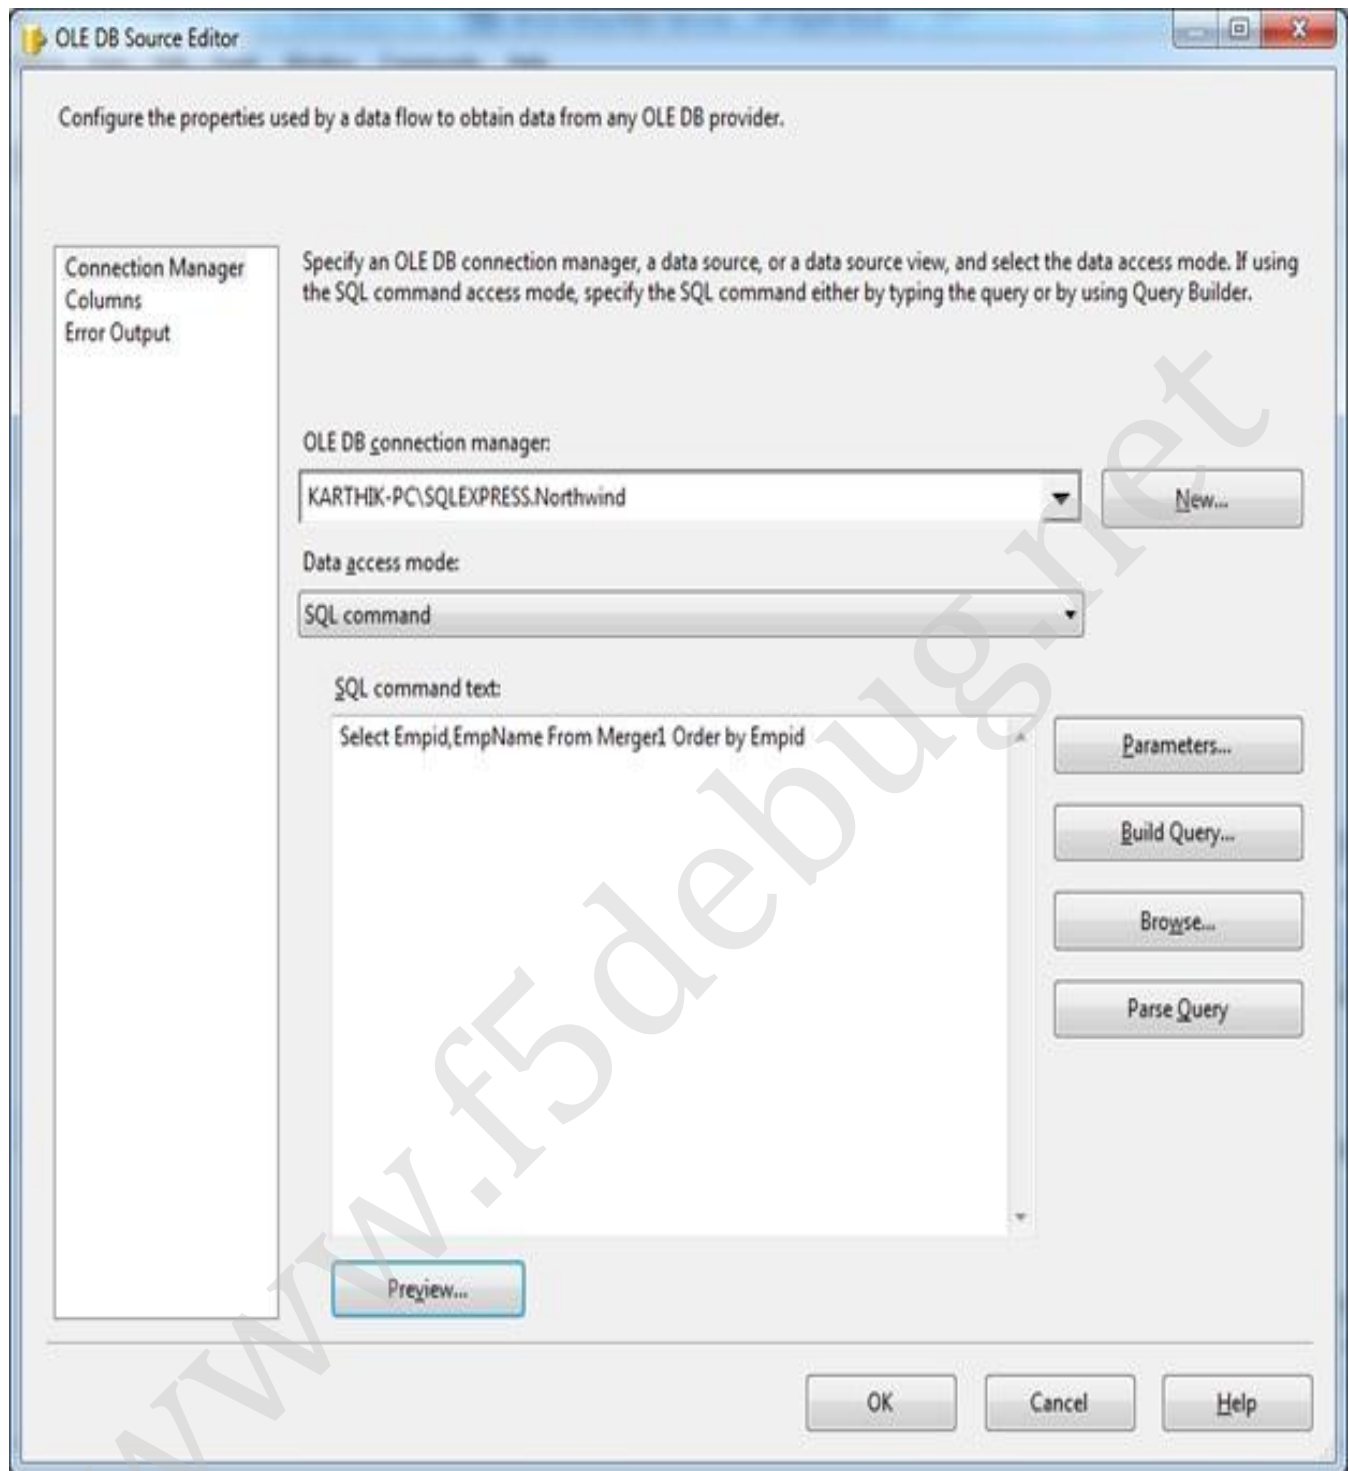 OLE DB Source Editor
Configure the properties used by a data flow to obtain data from any OLE DB provider.
Connection Manager
Columns
Error Output
Specify an OLE DB connection manager, a data source, or a data source view, and select the data access mode. If using
the SQL command access mode, specify the SQL command either by typing the query or by using Query Builder.
OLE DB connection manager:
KARTHIK-PC\SQLEXPRESS.Northwind
New...
Data access mode:
SQL command
SQL command text:
Select Empid,EmpName From Merger1 Order by Empid
Parameters...
Build Query...
Browse...
Parse Query
Preview...
OK
Cancel
Help
www.f5debug.net